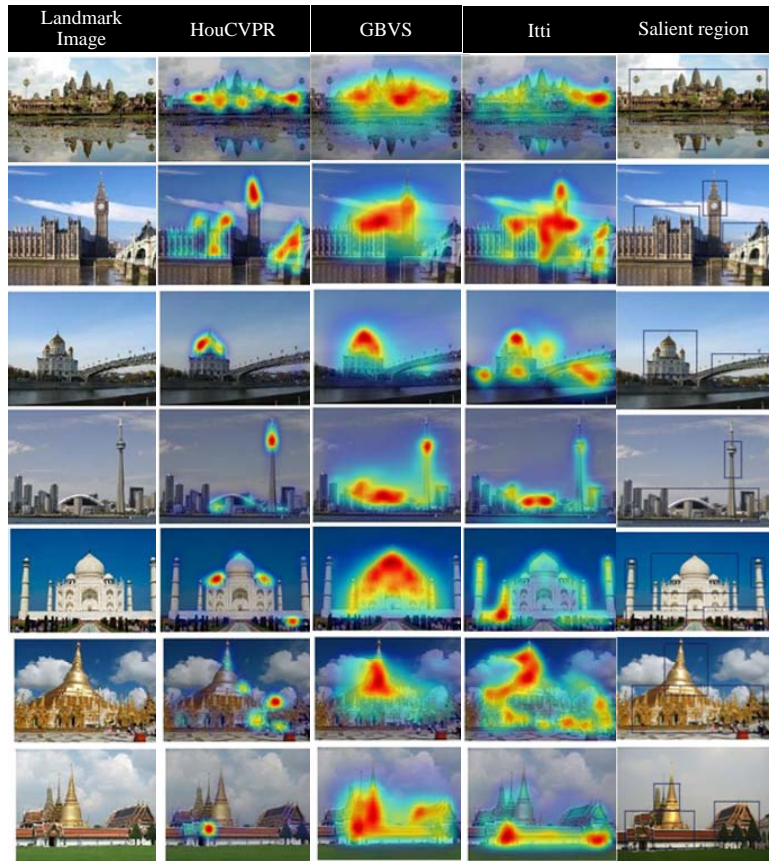 Landmark
Image
HouCVPR
GBVS
Itti
Salient region